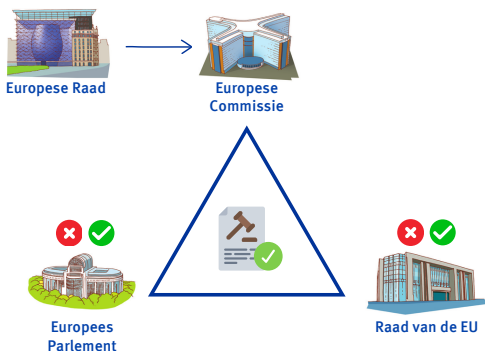 Europese Raad
Europese
Commissie
Europees
Parlement
Raad van de EU